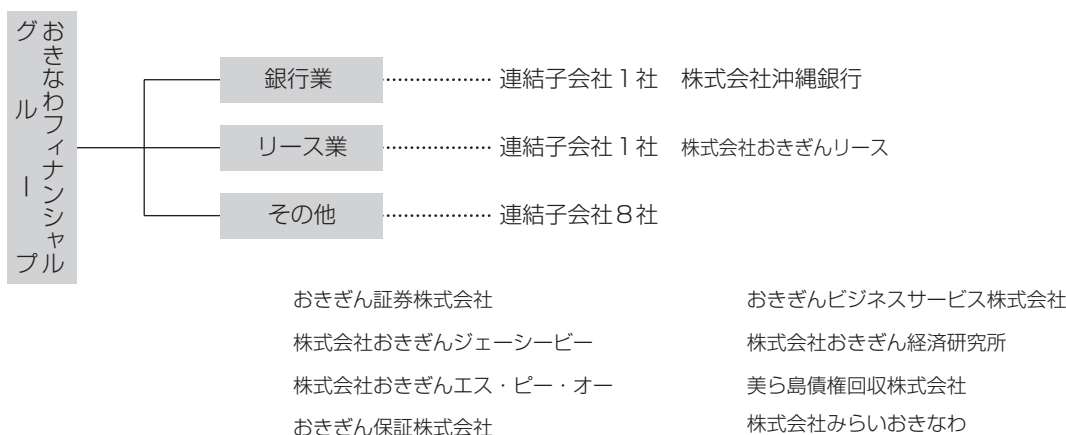 おきなわフィナンシャル
グループ
銀行業 ................... 連結子会社1社 株式会社沖縄銀行
リース業 ................... 連結子会社1社 株式会社おきぎんリース
その他 ................... 連結子会社8社
おきぎん証券株式会社
株式会社おきぎんジェーシービー
株式会社おきぎんエス・ピー・オー
おきぎん保証株式会社
おきぎんビジネスサービス株式会社
株式会社おきぎん経済研究所
美ら島債権回収株式会社
株式会社みらいおきなわ